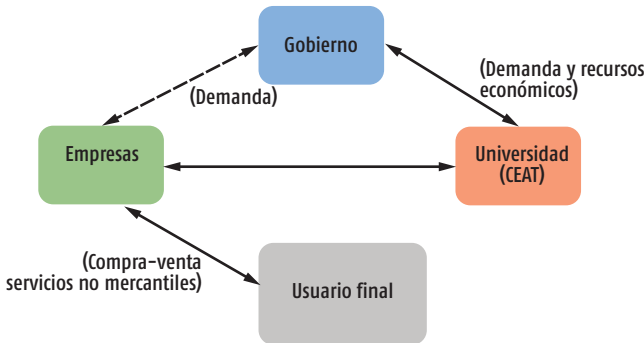 Gobierno
(Demanda y recursos
económicos)
(Demanda)
Empresas
Universidad
(CEAT)
(Compra-venta
servicios no mercantiles)
Usuario final